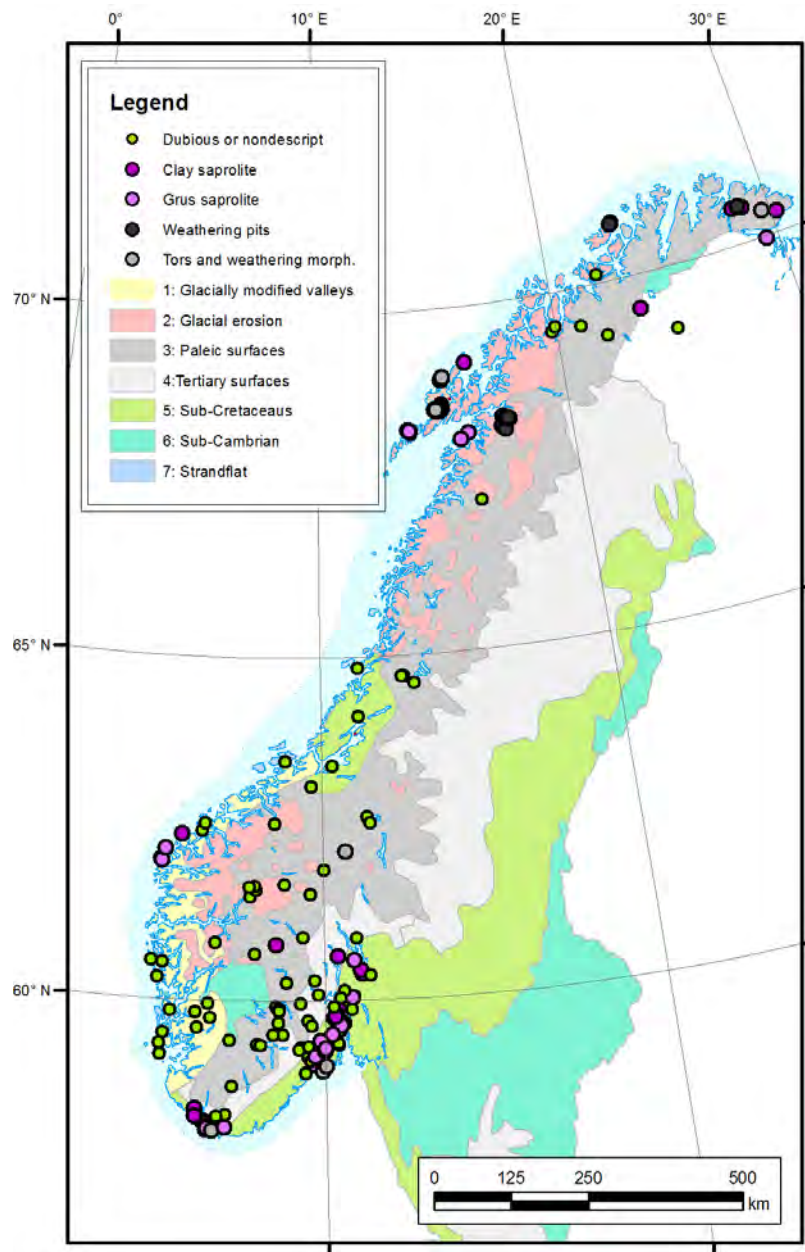 0° 10° E 20° E 30° E
Legend
Dubious or nondescript
Clay saprolite
Grus saprolite
Weathering pits
Tors and weathering morph.
1: Glacially modified valleys
2: Glacial erosion
3: Paleic surfaces
4:Tertiary surfaces
5: Sub-Cretaceaus
6: Sub-Cambrian
7: Strandflat
70° N
65° N
60° N
0 125 250 500
km